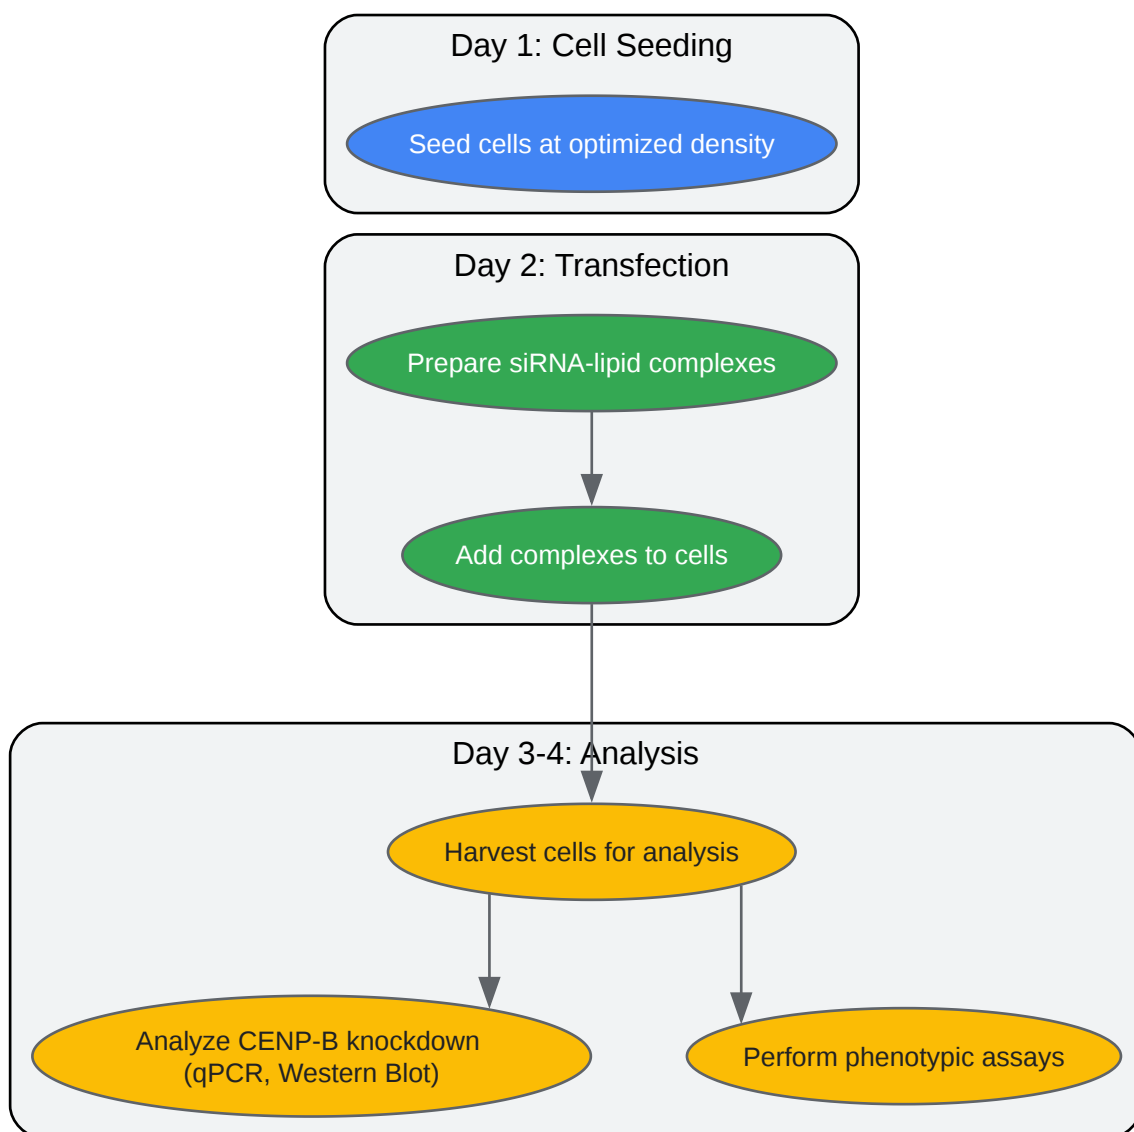 Day 1: Cell Seeding
Seed cells at optimized density
Day 2: Transfection
Prepare siRNA-lipid complexes
Add complexes to cells
Day 3-4: Analysis
Harvest cells for analysis
Analyze CENP-B knockdown
(qPCR, Western Blot)
Perform phenotypic assays